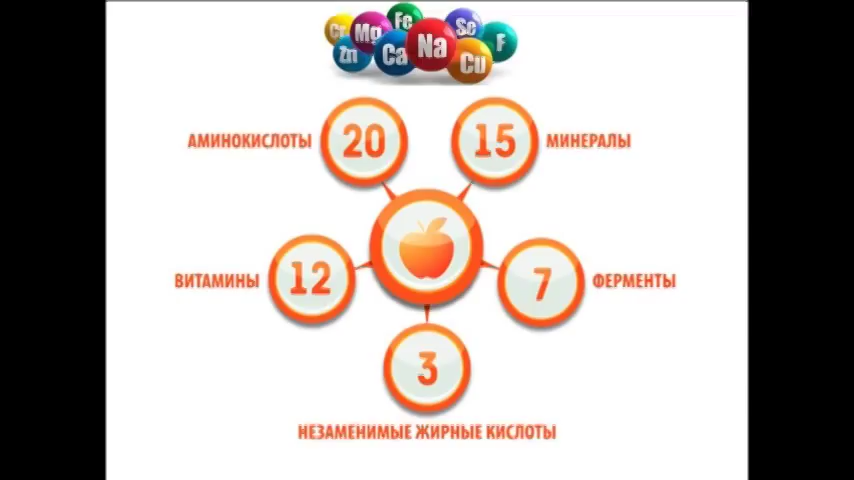 Cr Mg Fe Se F
Zn Ca Na Cu
АМИНОКИСЛОТЫ 20 15 МИНЕРАЛЫ
ВИТАМИНЫ 12 7 ФЕРМЕНТЫ
3
НЕЗАМЕНИМЫЕ ЖИРНЫЕ КИСЛОТЫ